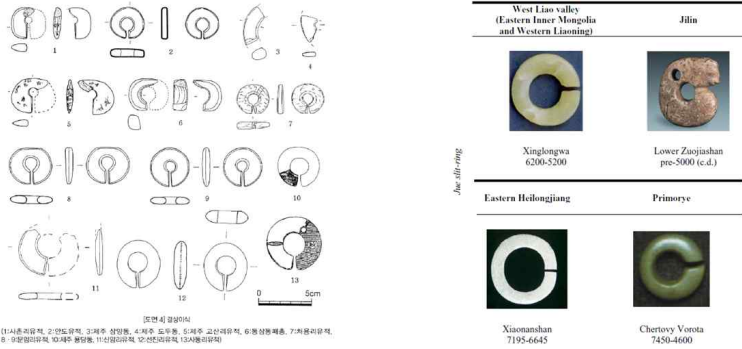 1
2
3
4
5
6
7
8
9
10
11
12
13
0 5cm
[도면 4] 결상이식
(1:사촌리유적, 2:안도유적, 3:제주 삼양동, 4:제주 도두동, 5:제주 고산리유적, 6:동삼동패총, 7:처용리유적,
8·9:문암리유적, 10:제주 용담동, 11:신암리유적, 12:선진리유적, 13:사동리유적)
West Liao valley
(Eastern Inner Mongolia
and Western Liaoning)
Jilin
Xinglongwa
6200-5200
Lower Zuojiashan
pre-5000 (c.d.)
Jue slit-ring
Eastern Heilongjiang
Primorye
Xiaonanshan
7195-6645
Chertovy Vorota
7450-4600